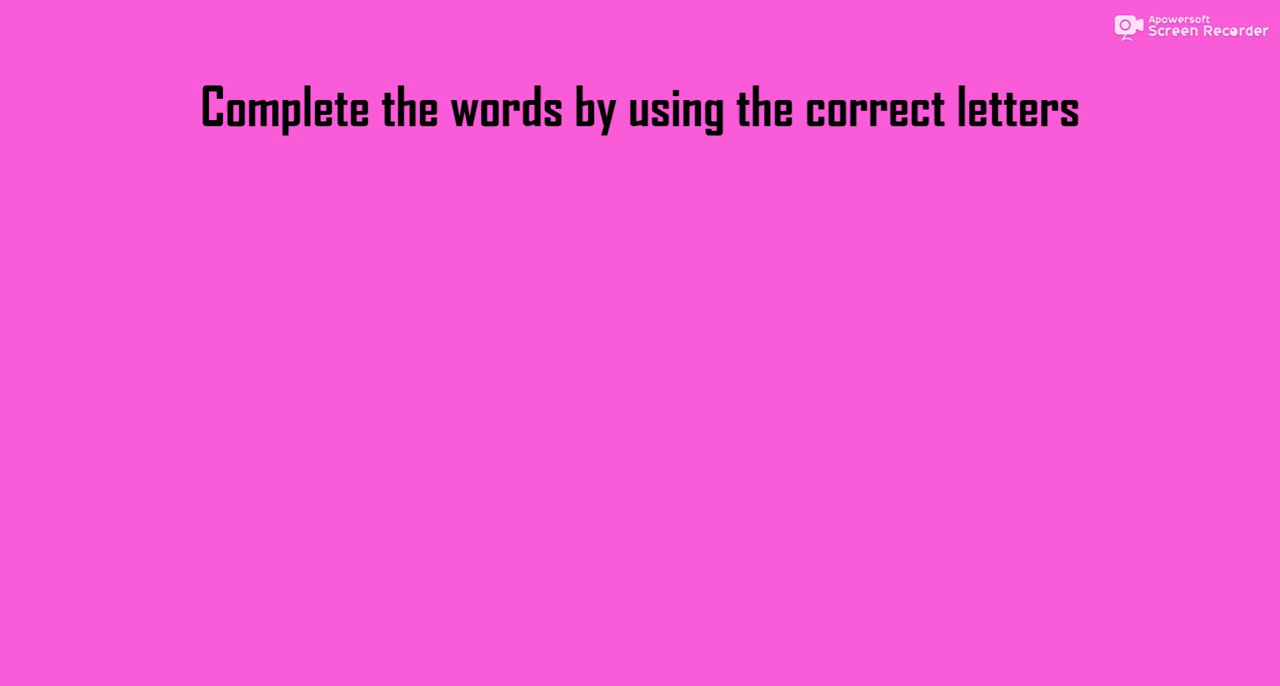 Apowersoft
Screen Recorder
Complete the words by using the correct letters